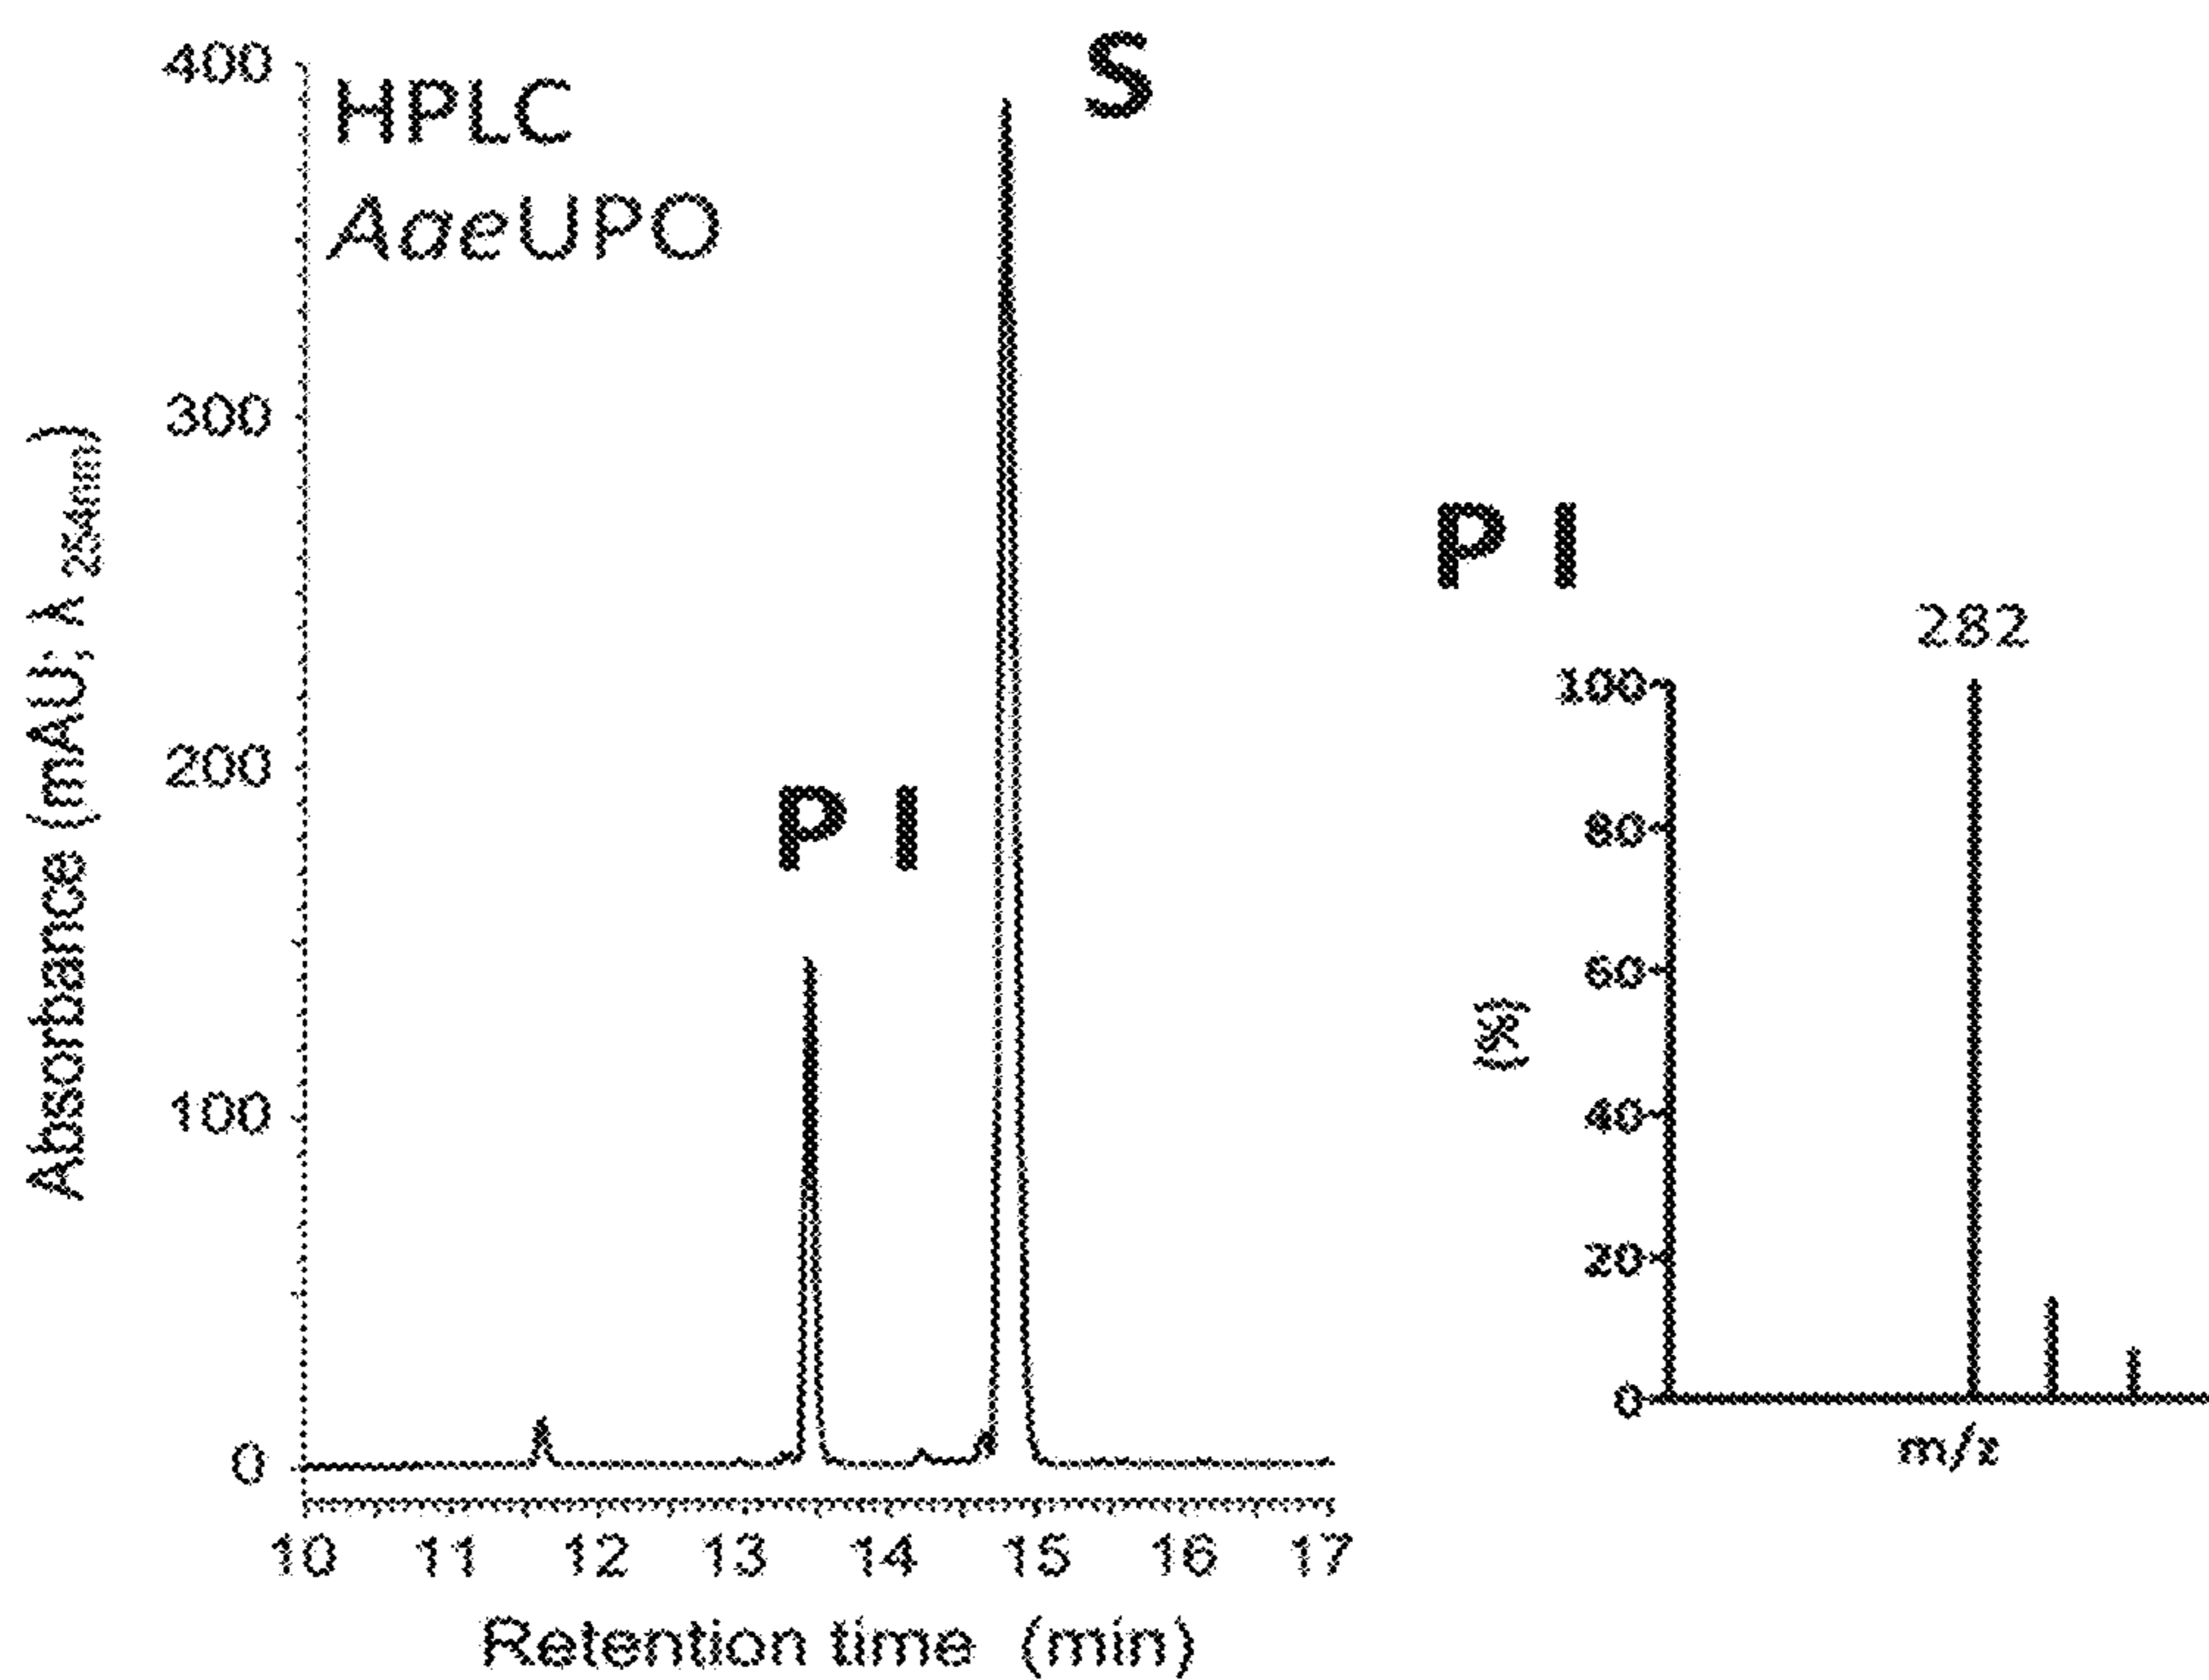 400
HPLC
S
AaeUPO
300
Absorbance (mAU; λ 254nm)
200
P I
100
0
10 11 12 13 14 15 16 17
Retention time (min)
P I
282
100
80
60
[%]
40
20
0
m/z